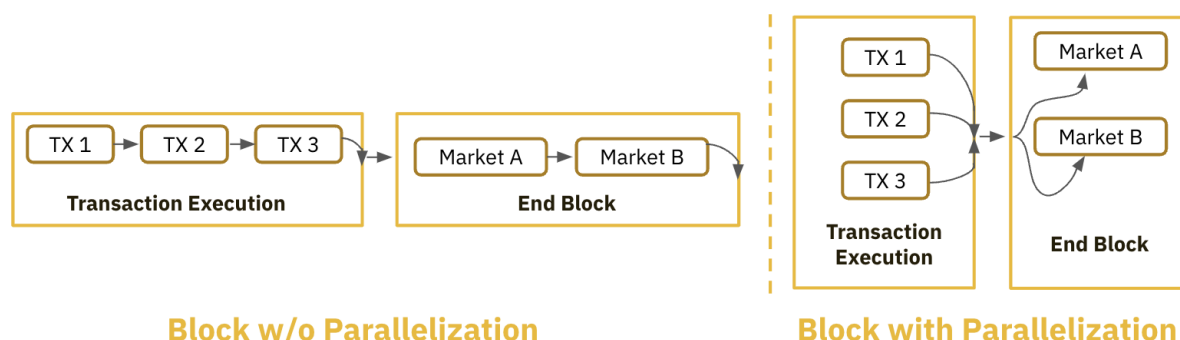 TX 1
TX 2
TX 3
Transaction Execution
Market A
Market B
End Block
Block w/o Parallelization
TX 1
TX 2
TX 3
Transaction
Execution
Market A
Market B
End Block
Block with Parallelization